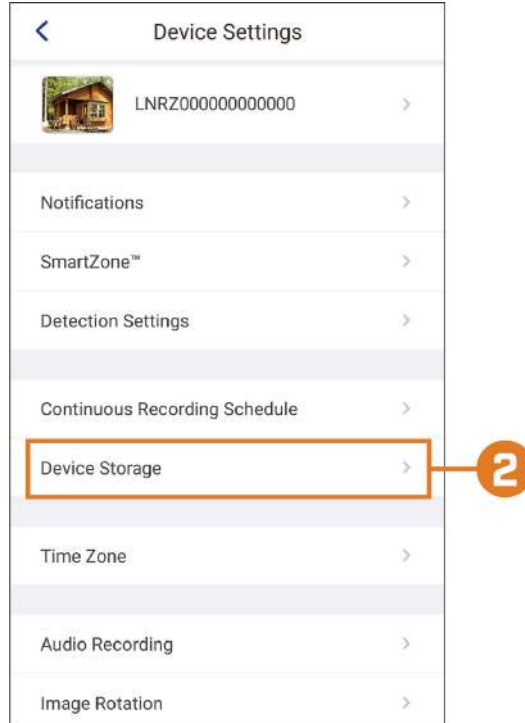 Device Settings
LNRZ000000000000
Notifications
SmartZone™
Detection Settings
Continuous Recording Schedule
Device Storage
2
Time Zone
Audio Recording
Image Rotation